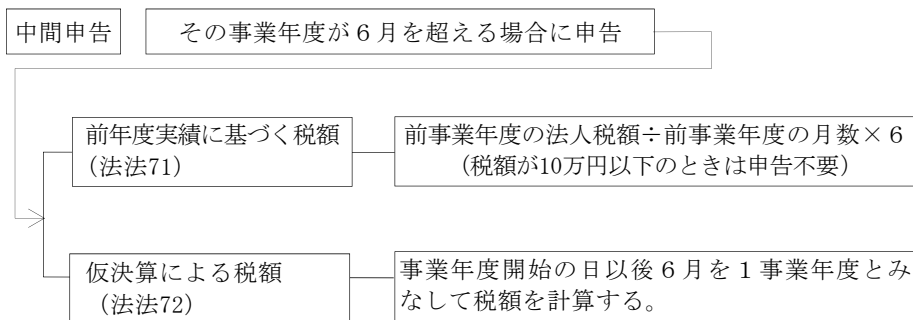 中間申告
その事業年度が６月を超える場合に申告
前年度実績に基づく税額
（法法71）
前事業年度の法人税額÷前事業年度の月数×６
（税額が10万円以下のときは申告不要）
仮決算による税額
（法法72）
事業年度開始の日以後６月を１事業年度とみ
なして税額を計算する。